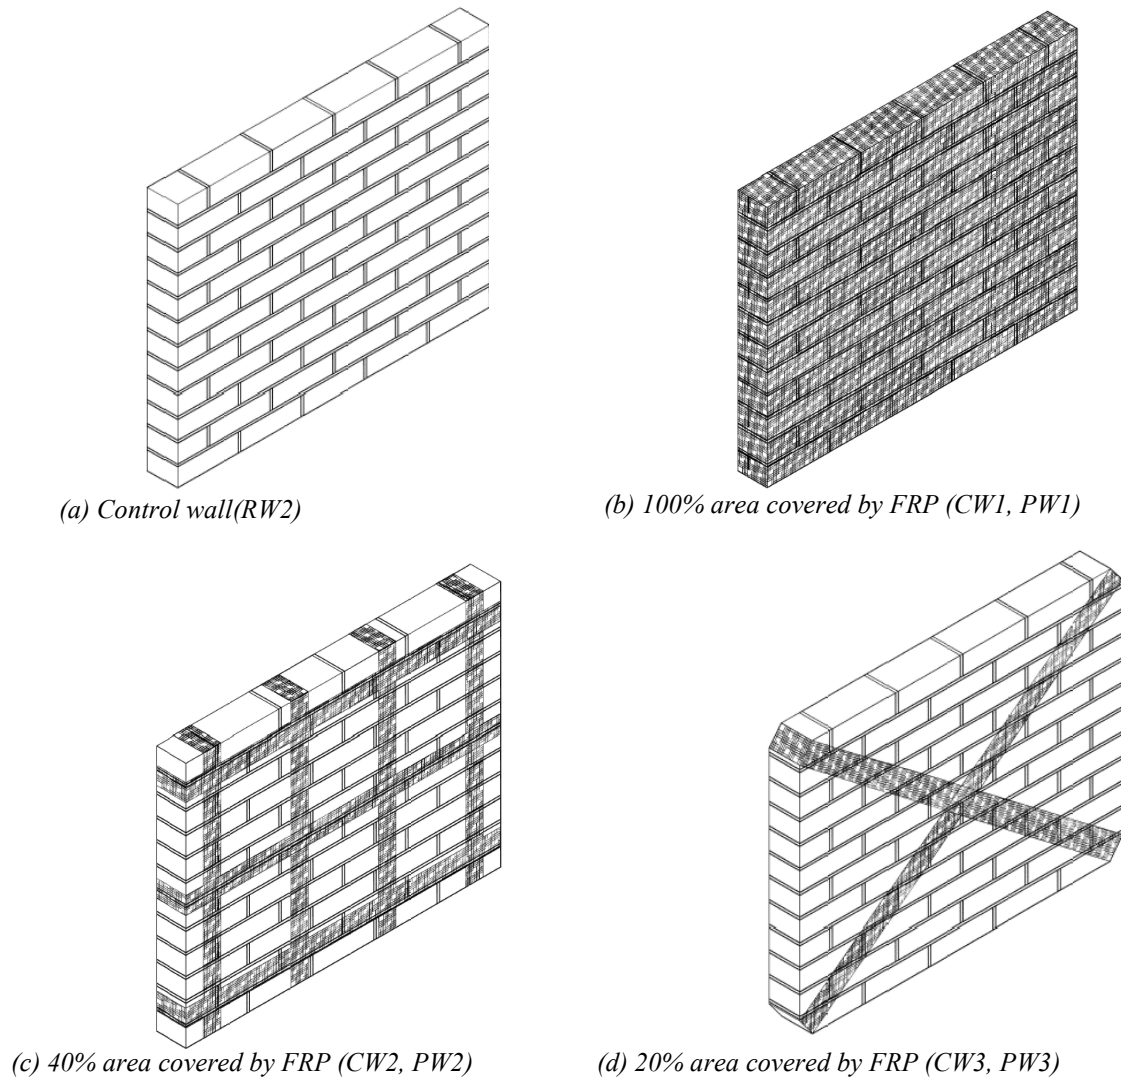 (a) Control wall(RW2)
(b) 100% area covered by FRP (CW1, PW1)
(c) 40% area covered by FRP (CW2, PW2)
(d) 20% area covered by FRP (CW3, PW3)